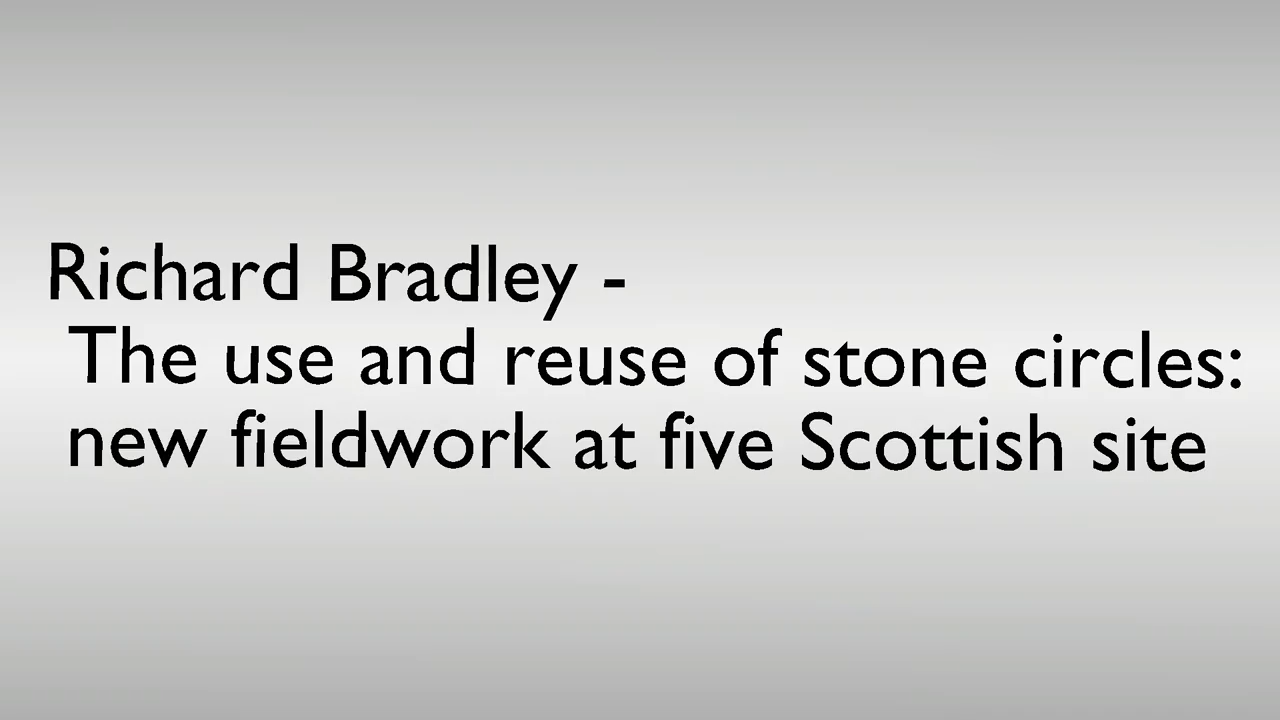 Richard Bradley -
The use and reuse of stone circles:
new fieldwork at five Scottish site